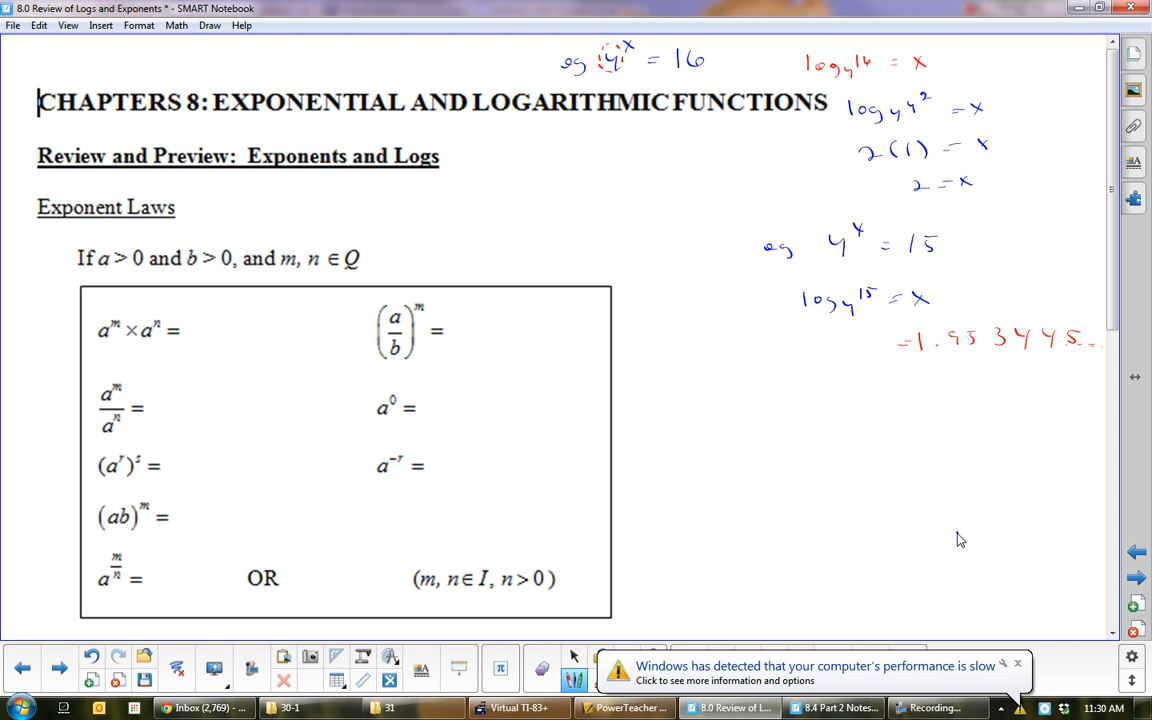 8.0 Review of Logs and Exponents * - SMART Notebook
File Edit View Insert Format Math Draw Help
eg 4^x = 16
log₄16 = x
CHAPTERS 8: EXPONENTIAL AND LOGARITHMIC FUNCTIONS
log₄4² = x
Review and Preview: Exponents and Logs
2(1) = x
2 = x
Exponent Laws
eg 4^x = 15
If a > 0 and b > 0, and m, n ∈ Q
log₄15 = x
a^m × a^n =
(a/b)^m =
=1.953445...
a^m/a^n =
a^0 =
(a^r)^s =
a^-r =
(ab)^m =
a^(m/n) = OR (m, n ∈ I, n > 0)
Windows has detected that your computer's performance is slow
Click to see more information and options
Inbox (2,769) - ...
30-1
31
Virtual TI-83+
PowerTeacher ...
8.0 Review of L...
8.4 Part 2 Notes...
Recording...
11:30 AM